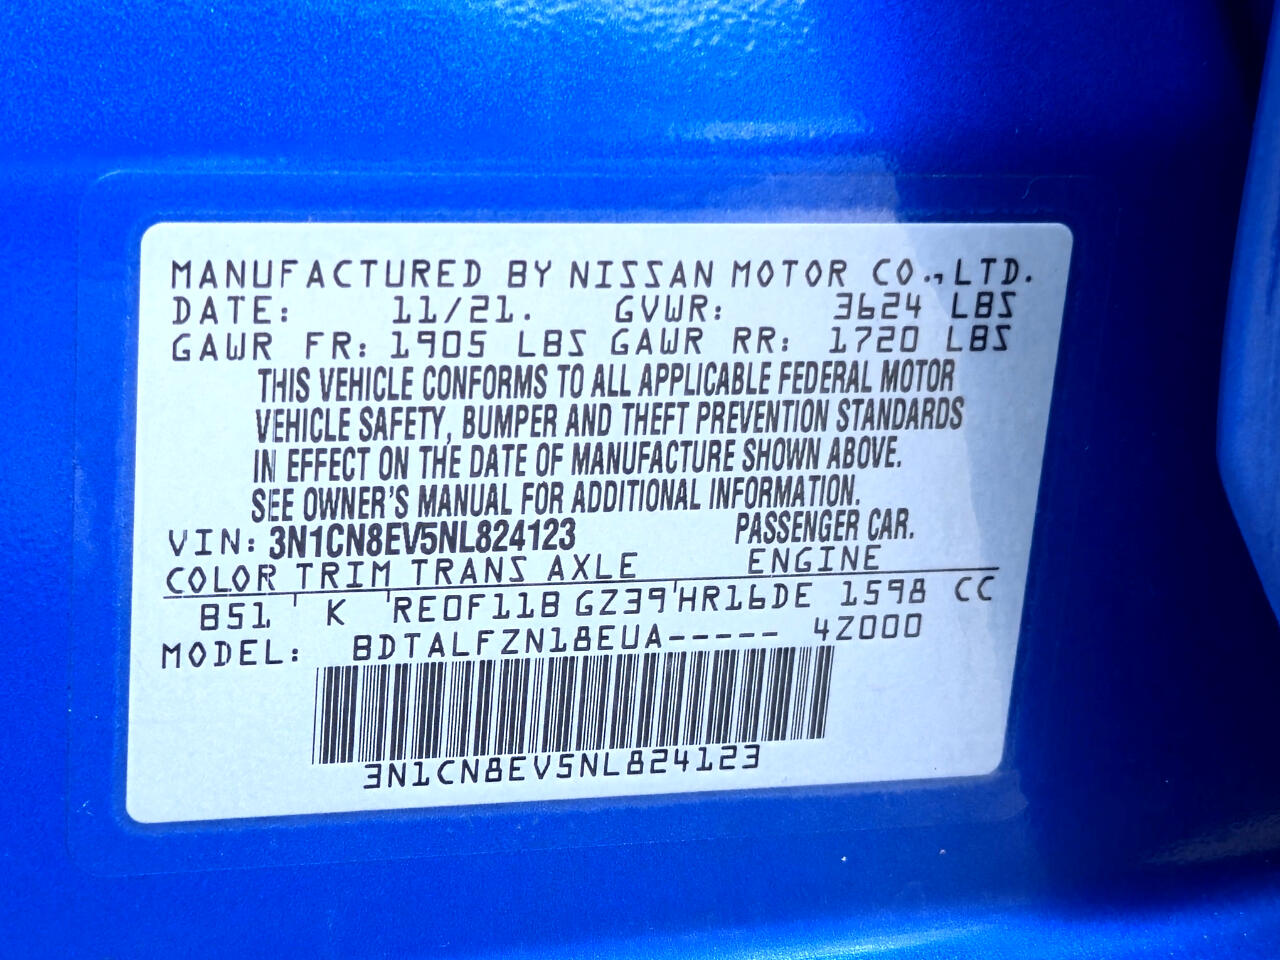 MANUFACTURED BY NISSAN MOTOR CO.,LTD.
DATE: 11/21. GVWR: 3624 LBS
GAWR FR: 1905 LBS GAWR RR: 1720 LBS
THIS VEHICLE CONFORMS TO ALL APPLICABLE FEDERAL MOTOR
VEHICLE SAFETY, BUMPER AND THEFT PREVENTION STANDARDS
IN EFFECT ON THE DATE OF MANUFACTURE SHOWN ABOVE.
SEE OWNER'S MANUAL FOR ADDITIONAL INFORMATION.
VIN: 3N1CN8EV5NL824123 PASSENGER CAR.
COLOR TRIM TRANS AXLE ENGINE
B51 K RE0F11B GZ39 HR16DE 1598 CC
MODEL: BDTALFZN18EUA----- 4Z000
3N1CN8EV5NL824123